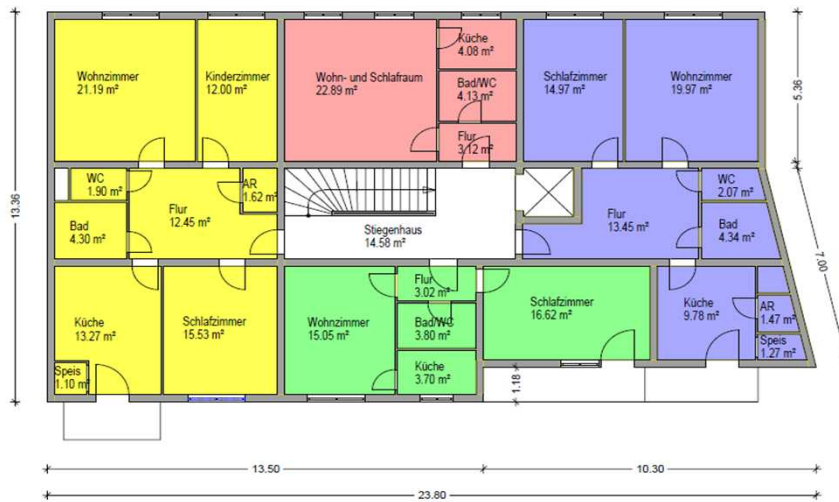 Wohnzimmer
21.19 m²
Kinderzimmer
12.00 m²
Wohn- und Schlafraum
22.89 m²
Küche
4.08 m²
Bad/WC
4.13 m²
Flur
3.12 m²
Schlafzimmer
14.97 m²
Wohnzimmer
19.97 m²
5.36
13.36
WC
1.90 m²
Bad
4.30 m²
Flur
12.45 m²
AR
1.62 m²
Stiegenhaus
14.58 m²
Flur
13.45 m²
WC
2.07 m²
Bad
4.34 m²
7.00
Küche
13.27 m²
Speis
1.10 m²
Schlafzimmer
15.53 m²
Wohnzimmer
15.05 m²
Flur
3.02 m²
Bad/WC
3.80 m²
Küche
3.70 m²
Schlafzimmer
16.62 m²
Küche
9.78 m²
AR
1.47 m²
Speis
1.27 m²
1.18
13.50
10.30
23.80